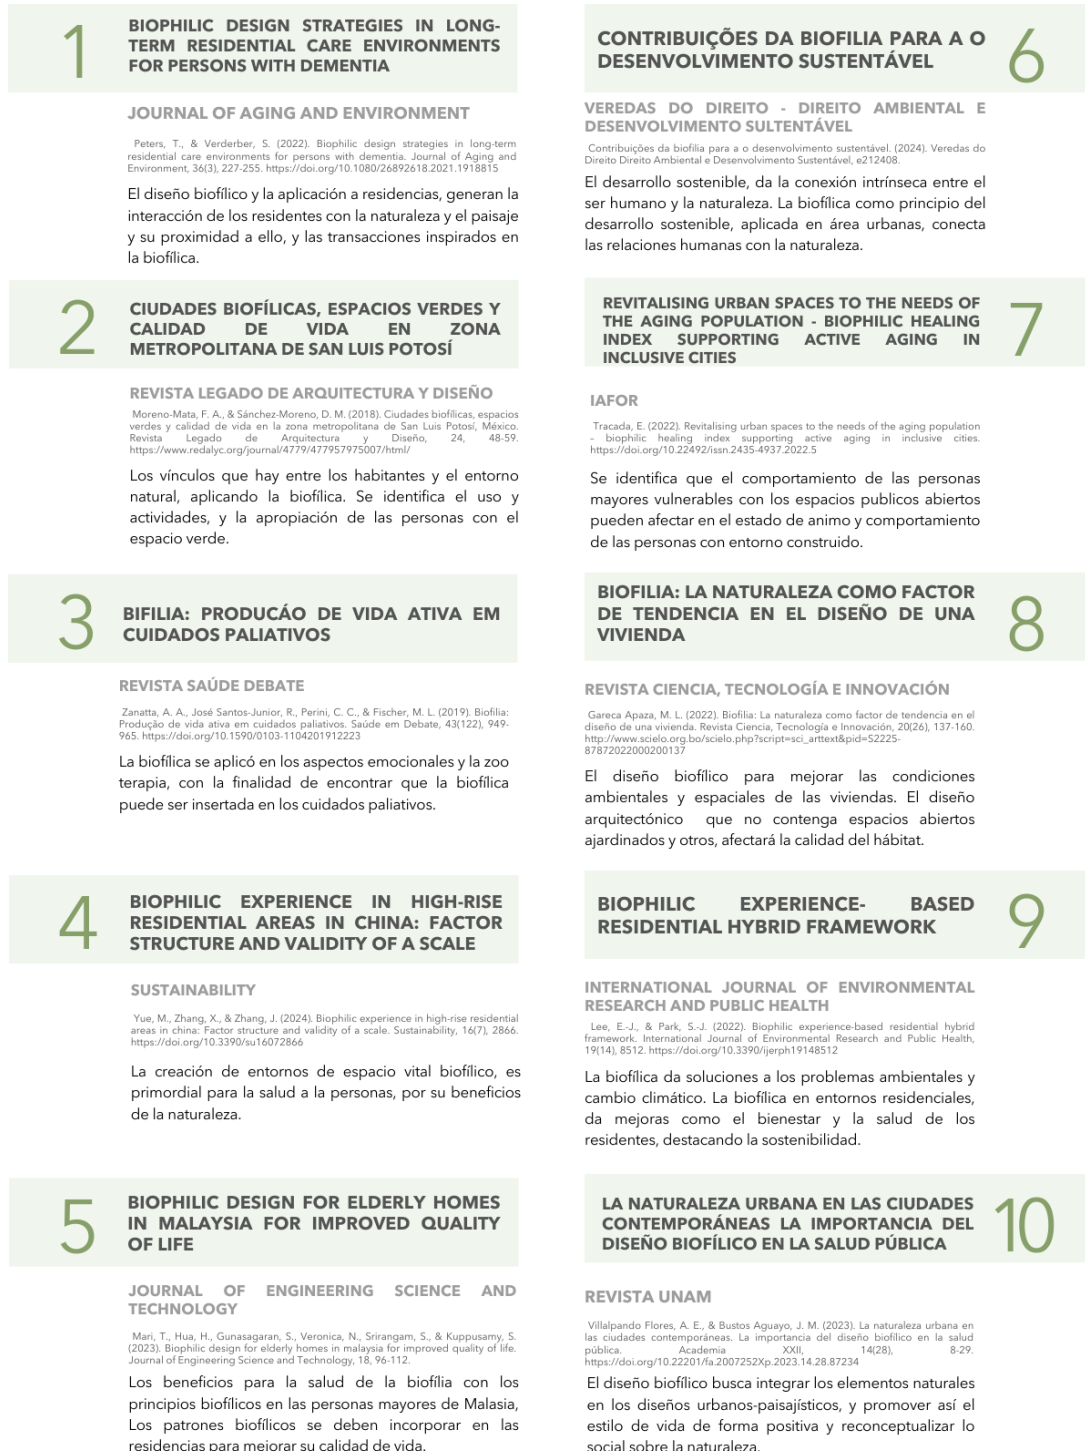 1
BIOPHILIC DESIGN STRATEGIES IN LONG-
TERM RESIDENTIAL CARE ENVIRONMENTS
FOR PERSONS WITH DEMENTIA
JOURNAL OF AGING AND ENVIRONMENT
Peters, T., & Verderber, S. (2022). Biophilic design strategies in long-term
residential care environments for persons with dementia. Journal of Aging and
Environment, 36(3), 227-255. https://doi.org/10.1080/26892618.2021.1918815
El diseño biofílico y la aplicación a residencias, generan la
interacción de los residentes con la naturaleza y el paisaje
y su proximidad a ello, y las transacciones inspirados en
la biofílica.
2
CIUDADES BIOFÍLICAS, ESPACIOS VERDES Y
CALIDAD DE VIDA EN ZONA
METROPOLITANA DE SAN LUIS POTOSÍ
REVISTA LEGADO DE ARQUITECTURA Y DISEÑO
Moreno-Mata, F. A., & Sánchez-Moreno, D. M. (2018). Ciudades biofílicas, espacios
verdes y calidad de vida en la zona metropolitana de San Luis Potosí, México.
Revista Legado de Arquitectura y Diseño, 24, 48-59.
https://www.redalyc.org/journal/4779/477957975007/html/
Los vínculos que hay entre los habitantes y el entorno
natural, aplicando la biofílica. Se identifica el uso y
actividades, y la apropiación de las personas con el
espacio verde.
3
BIFILIA: PRODUCÁO DE VIDA ATIVA EM
CUIDADOS PALIATIVOS
REVISTA SAÚDE DEBATE
Zanatta, A. A., José Santos-Junior, R., Perini, C. C., & Fischer, M. L. (2019). Biofilia:
Produção de vida ativa em cuidados paliativos. Saúde em Debate, 43(122), 949-
965. https://doi.org/10.1590/0103-1104201912223
La biofílica se aplicó en los aspectos emocionales y la zoo
terapia, con la finalidad de encontrar que la biofílica
puede ser insertada en los cuidados paliativos.
4
BIOPHILIC EXPERIENCE IN HIGH-RISE
RESIDENTIAL AREAS IN CHINA: FACTOR
STRUCTURE AND VALIDITY OF A SCALE
SUSTAINABILITY
Yue, M., Zhang, X., & Zhang, J. (2024). Biophilic experience in high-rise residential
areas in china: Factor structure and validity of a scale. Sustainability, 16(7), 2866.
https://doi.org/10.3390/su16072866
La creación de entornos de espacio vital biofílico, es
primordial para la salud a la personas, por su beneficios
de la naturaleza.
5
BIOPHILIC DESIGN FOR ELDERLY HOMES
IN MALAYSIA FOR IMPROVED QUALITY
OF LIFE
JOURNAL OF ENGINEERING SCIENCE AND
TECHNOLOGY
Mari, T., Hua, H., Gunasagaran, S., Veronica, N., Srirangam, S., & Kuppusamy, S.
(2023). Biophilic design for elderly homes in malaysia for improved quality of life.
Journal of Engineering Science and Technology, 18, 96-112.
Los beneficios para la salud de la biofília con los
principios biofílicos en las personas mayores de Malasia,
Los patrones biofílicos se deben incorporar en las
residencias para mejorar su calidad de vida.
CONTRIBUIÇÕES DA BIOFILIA PARA A O
DESENVOLVIMENTO SUSTENTÁVEL
6
VEREDAS DO DIREITO - DIREITO AMBIENTAL E
DESENVOLVIMENTO SULTENTÁVEL
Contribuições da biofilia para a o desenvolvimento sustentável. (2024). Veredas do
Direito Direito Ambiental e Desenvolvimento Sustentável, e212408.
El desarrollo sostenible, da la conexión intrínseca entre el
ser humano y la naturaleza. La biofílica como principio del
desarrollo sostenible, aplicada en área urbanas, conecta
las relaciones humanas con la naturaleza.
REVITALISING URBAN SPACES TO THE NEEDS OF
THE AGING POPULATION - BIOPHILIC HEALING
INDEX SUPPORTING ACTIVE AGING IN
INCLUSIVE CITIES
7
IAFOR
Tracada, E. (2022). Revitalising urban spaces to the needs of the aging population
– biophilic healing index supporting active aging in inclusive cities.
https://doi.org/10.22492/issn.2435-4937.2022.5
Se identifica que el comportamiento de las personas
mayores vulnerables con los espacios publicos abiertos
pueden afectar en el estado de animo y comportamiento
de las personas con entorno construido.
BIOFILIA: LA NATURALEZA COMO FACTOR
DE TENDENCIA EN EL DISEÑO DE UNA
VIVIENDA
8
REVISTA CIENCIA, TECNOLOGÍA E INNOVACIÓN
Gareca Apaza, M. L. (2022). Biofilia: La naturaleza como factor de tendencia en el
diseño de una vivienda. Revista Ciencia, Tecnología e Innovación, 20(26), 137-160.
http://www.scielo.org.bo/scielo.php?script=sci_arttext&pid=S2225-
87872022000200137
El diseño biofílico para mejorar las condiciones
ambientales y espaciales de las viviendas. El diseño
arquitectónico que no contenga espacios abiertos
ajardinados y otros, afectará la calidad del hábitat.
BIOPHILIC EXPERIENCE- BASED
RESIDENTIAL HYBRID FRAMEWORK
9
INTERNATIONAL JOURNAL OF ENVIRONMENTAL
RESEARCH AND PUBLIC HEALTH
Lee, E.-J., & Park, S.-J. (2022). Biophilic experience-based residential hybrid
framework. International Journal of Environmental Research and Public Health,
19(14), 8512. https://doi.org/10.3390/ijerph19148512
La biofílica da soluciones a los problemas ambientales y
cambio climático. La biofílica en entornos residenciales,
da mejoras como el bienestar y la salud de los
residentes, destacando la sostenibilidad.
LA NATURALEZA URBANA EN LAS CIUDADES
CONTEMPORÁNEAS LA IMPORTANCIA DEL
DISEÑO BIOFÍLICO EN LA SALUD PÚBLICA
10
REVISTA UNAM
Villalpando Flores, A. E., & Bustos Aguayo, J. M. (2023). La naturaleza urbana en
las ciudades contemporáneas. La importancia del diseño biofílico en la salud
pública. Academia XXII, 14(28), 8-29.
https://doi.org/10.22201/fa.2007252Xp.2023.14.28.87234
El diseño biofílico busca integrar los elementos naturales
en los diseños urbanos-paisajísticos, y promover así el
estilo de vida de forma positiva y reconceptualizar lo
social sobre la naturaleza.